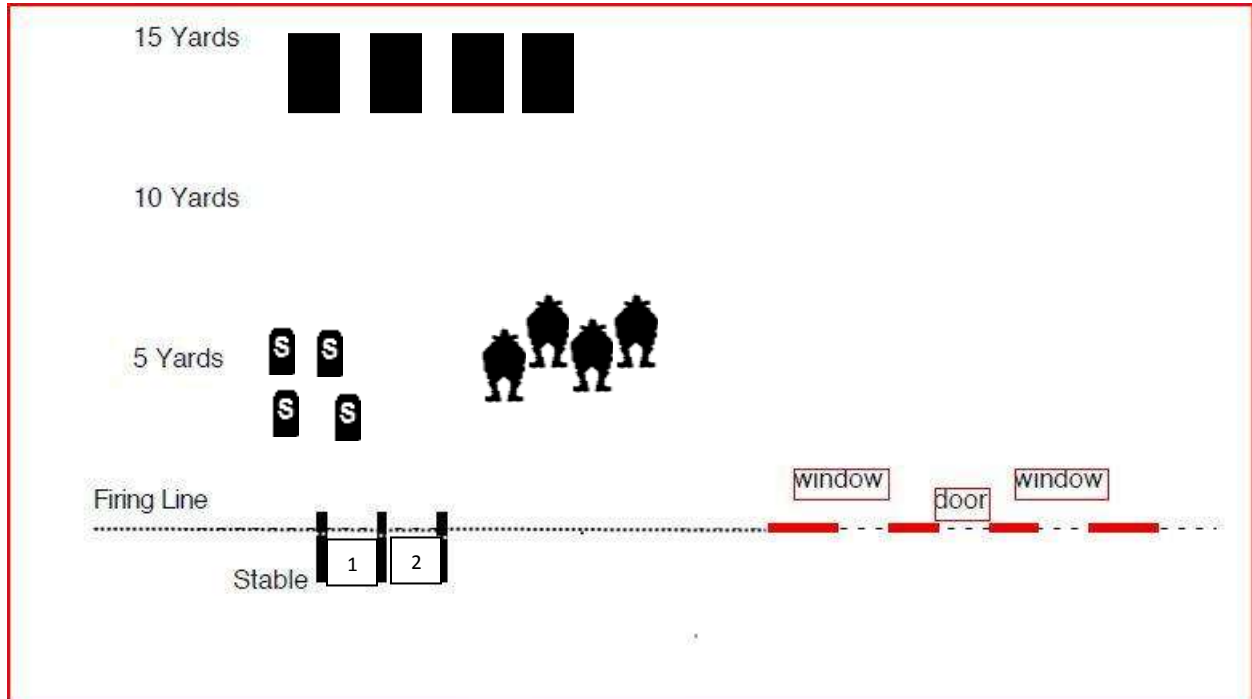 15 Yards
10 Yards
5 Yards
S S
S S
window window
door
Firing Line
1 2
Stable